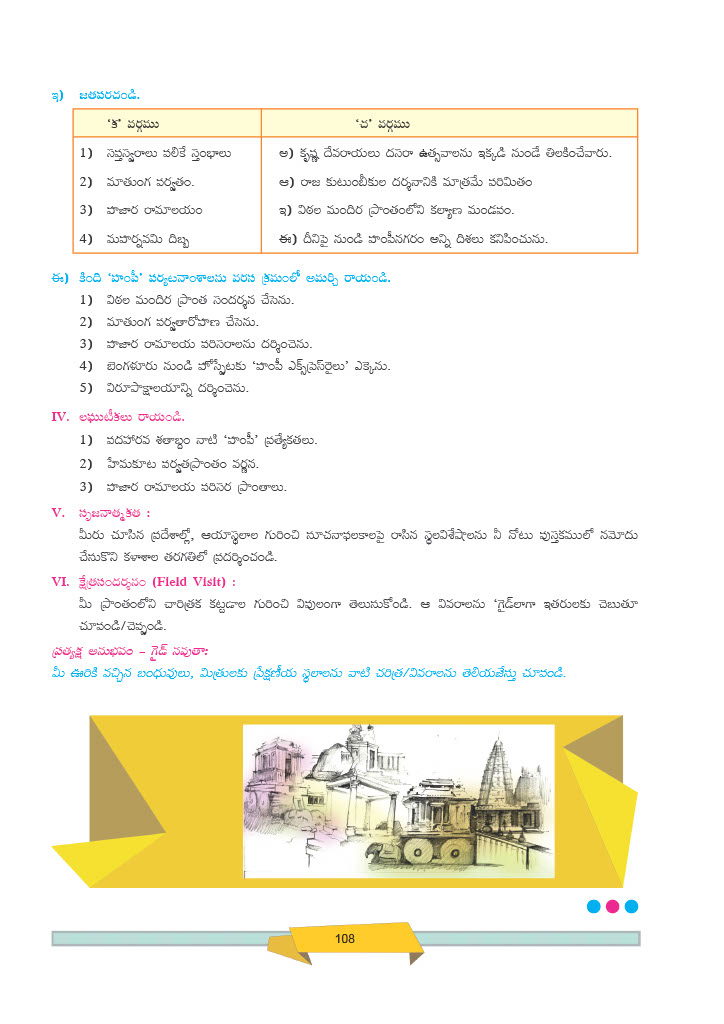 ఇ) జతపరచండి.
‘క’ వర్గము ‘చ’ వర్గము
1) సప్తస్వరాలు పలికే స్తంభాలు అ) కృష్ణ దేవరాయలు దసరా ఉత్సవాలను ఇక్కడి నుండే తిలకించేవారు.
2) మాతుంగ పర్వతం. ఆ) రాజ కుటుంబీకుల దర్శనానికి మాత్రమే పరిమితం
3) హజార రామాలయం ఇ) విఠల మందిర ప్రాంతంలోని కల్యాణ మండపం.
4) మహర్నవమి దిబ్బ ఈ) దీనిపై నుండి హంపీనగరం అన్ని దిశలు కనిపించును.
ఈ) కింది ‘హంపీ’ పర్యటనాంశాలను వరస క్రమంలో అమర్చి రాయండి.
1) విఠల మందిర ప్రాంత సందర్శన చేసెను.
2) మాతుంగ పర్వతారోహణ చేసెను.
3) హజార రామాలయ పరిసరాలను దర్శించెను.
4) బెంగళూరు నుండి హోస్పేటకు ‘హంపీ ఎక్స్‌ప్రెస్‌రైలు’ ఎక్కెను.
5) విరూపాక్షాలయాన్ని దర్శించెను.
IV. లఘుటీకలు రాయండి.
1) పదహారవ శతాబ్దం నాటి ‘హంపీ’ ప్రత్యేకతలు.
2) హేమకూట పర్వతప్రాంతం వర్ణన.
3) హజార రామాలయ పరిసర ప్రాంతాలు.
V. సృజనాత్మకత :
మీరు చూసిన ప్రదేశాల్లో, ఆయాస్థలాల గురించి సూచనాఫలకాలపై రాసిన స్థలవిశేషాలను నీ నోటు పుస్తకములో నమోదు
చేసుకొని కళాశాల తరగతిలో ప్రదర్శించండి.
VI. క్షేత్రసందర్శనం (Field Visit) :
మీ ప్రాంతంలోని చారిత్రక కట్టడాల గురించి విపులంగా తెలుసుకోండి. ఆ వివరాలను ‘గైడ్‌లాగా ఇతరులకు చెబుతూ
చూపండి/చెప్పండి.
ప్రత్యక్ష అనుభవం – గైడ్ నవుతా:
మీ ఊరికి వచ్చిన బంధువులు, మిత్రులకు ప్రేక్షణీయ స్థలాలను వాటి చరిత్ర/వివరాలను తెలియజేస్తు చూపండి.
108